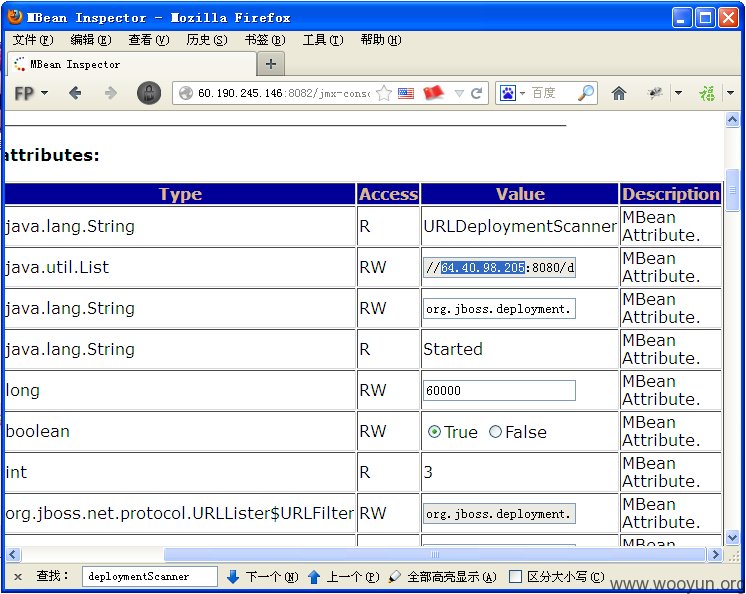 MBean Inspector - Mozilla Firefox
文件(F) 编辑(E) 查看(V) 历史(S) 书签(B) 工具(T) 帮助(H)
MBean Inspector
FP 60.190.245.146:8082/jmx-conso 百度
attributes:
Type Access Value Description
java.lang.String R URLDeploymentScanner MBean
Attribute.
java.util.List RW //64.40.98.205:8080/d MBean
Attribute.
java.lang.String RW org.jboss.deployment. MBean
Attribute.
java.lang.String R Started MBean
Attribute.
long RW 60000 MBean
Attribute.
boolean RW True False MBean
Attribute.
int R 3 MBean
Attribute.
org.jboss.net.protocol.URLLister$URLFilter RW org.jboss.deployment. MBean
Attribute.
MBean
× 查找： deploymentScanner 下一个(N) 上一个(P) 全部高亮显示(A) 区分大小写(C)
www.wooyun.org